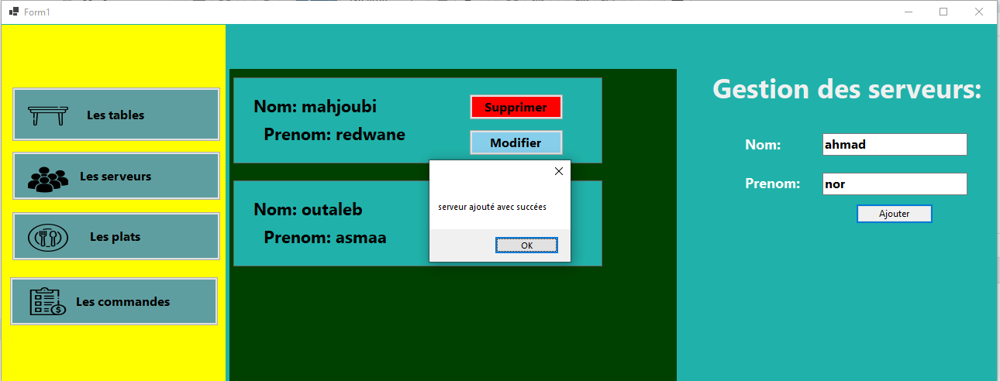 Form1
Les tables
Les serveurs
Les plats
Les commandes
Nom: mahjoubi
Prenom: redwane
Supprimer
Modifier
Nom: outaleb
Prenom: asmaa
serveur ajouté avec succées
OK
Gestion des serveurs:
Nom: ahmad
Prenom: nor
Ajouter